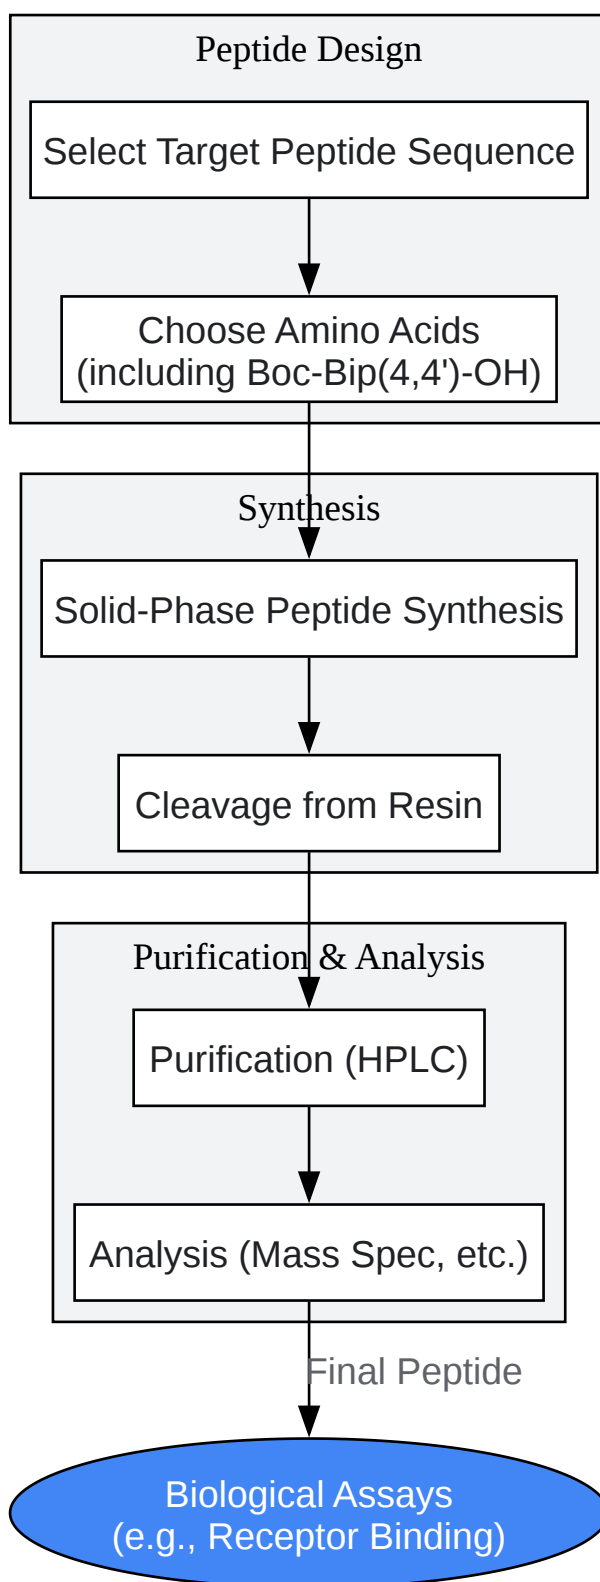 Peptide Design
Select Target Peptide Sequence
Choose Amino Acids
(including Boc-Bip(4,4')-OH)
Synthesis
Solid-Phase Peptide Synthesis
Cleavage from Resin
Purification & Analysis
Purification (HPLC)
Analysis (Mass Spec, etc.)
Final Peptide
Biological Assays
(e.g., Receptor Binding)